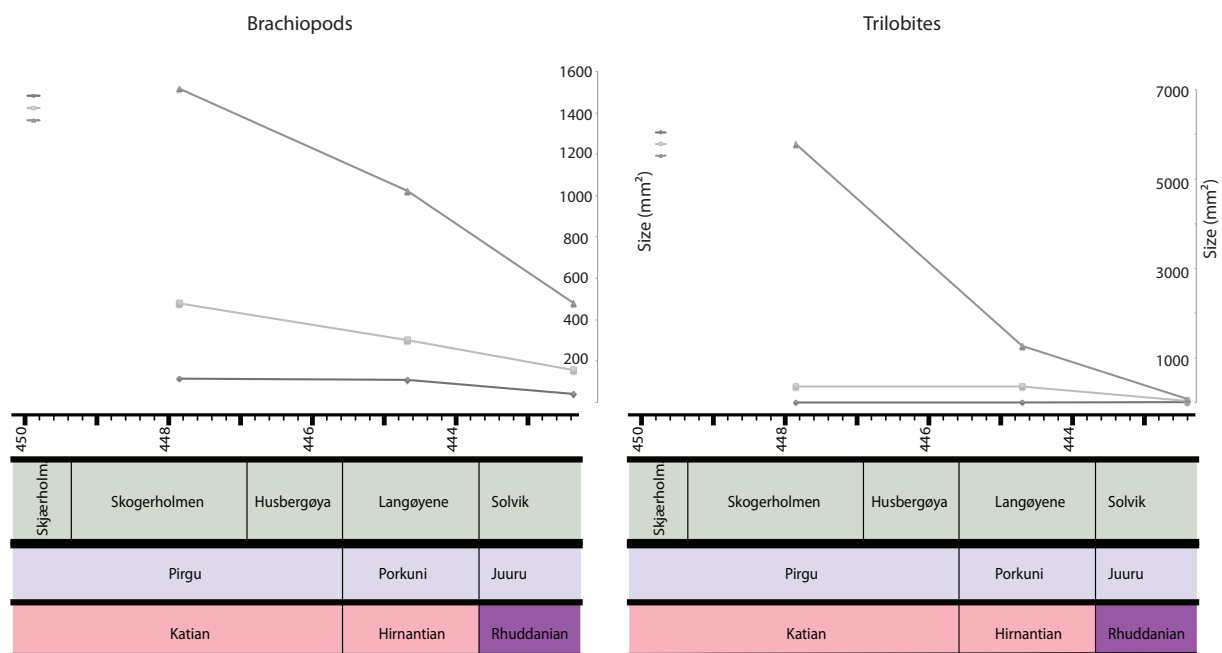 Brachiopods
1600
1400
1200
1000
800
600
400
200
Size (mm²)
450
448
446
444
Skjærholm.
Skogerholmen
Husbergøya
Langøyene
Solvik
Pirgu
Porkuni
Juuru
Katian
Hirnantian
Rhuddanian
Trilobites
7000
5000
3000
1000
Size (mm²)
450
448
446
444
Skjærholm.
Skogerholmen
Husbergøya
Langøyene
Solvik
Pirgu
Porkuni
Juuru
Katian
Hirnantian
Rhuddanian